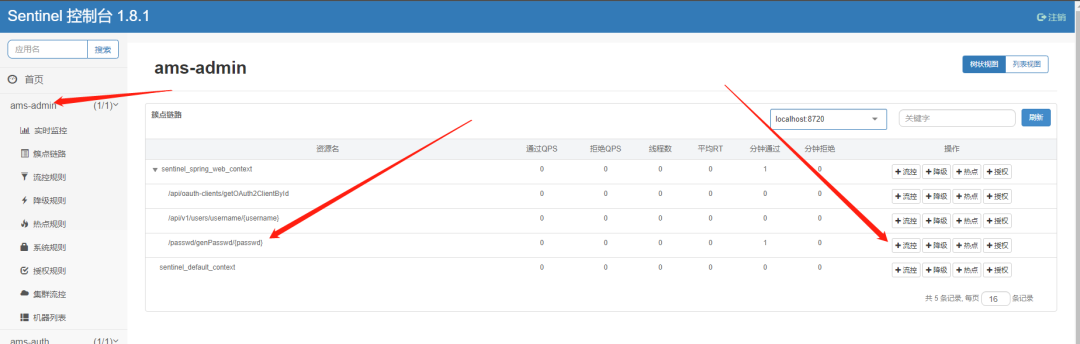 Sentinel 控制台 1.8.1
注销
应用名 搜索
首页
ams-admin (1/1)
实时监控
簇点链路
流控规则
降级规则
热点规则
系统规则
授权规则
集群流控
机器列表
ams-auth (1/1)
ams-admin
树状视图 列表视图
簇点链路 localhost:8720 关键字 刷新
资源名 通过QPS 拒绝QPS 线程数 平均RT 分钟通过 分钟拒绝 操作
sentinel_spring_web_context 0 0 0 0 1 0 +流控 +降级 +热点 +授权
/api/oauth-clients/getOAuth2ClientById 0 0 0 0 0 0 +流控 +降级 +热点 +授权
/api/v1/users/username/{username} 0 0 0 0 0 0 +流控 +降级 +热点 +授权
/passwd/genPasswd/{passwd} 0 0 0 0 1 0 +流控 +降级 +热点 +授权
sentinel_default_context 0 0 0 0 0 0 +流控 +降级 +热点 +授权
共 5 条记录, 每页 16 条记录